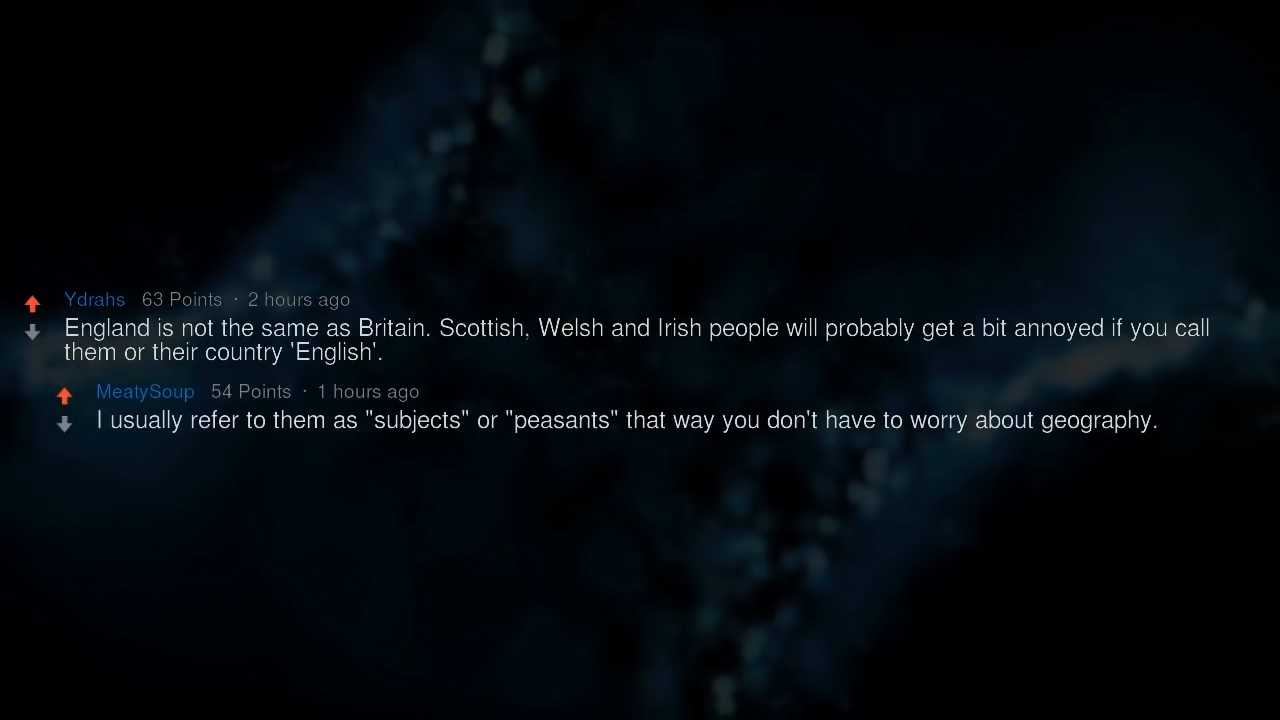 Ydrahs 63 Points · 2 hours ago
England is not the same as Britain. Scottish, Welsh and Irish people will probably get a bit annoyed if you call
them or their country 'English'.
MeatySoup 54 Points · 1 hours ago
I usually refer to them as "subjects" or "peasants" that way you don't have to worry about geography.